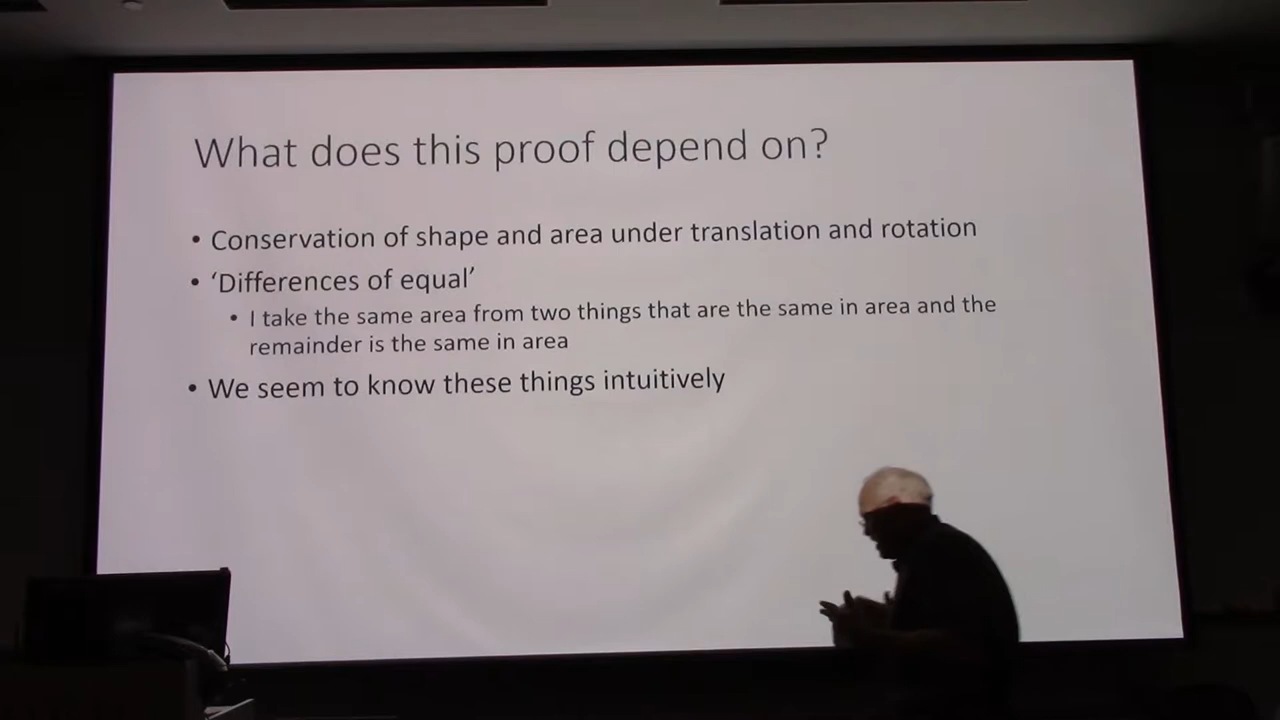 What does this proof depend on?
• Conservation of shape and area under translation and rotation
• ‘Differences of equal’
• I take the same area from two things that are the same in area and the
remainder is the same in area
• We seem to know these things intuitively